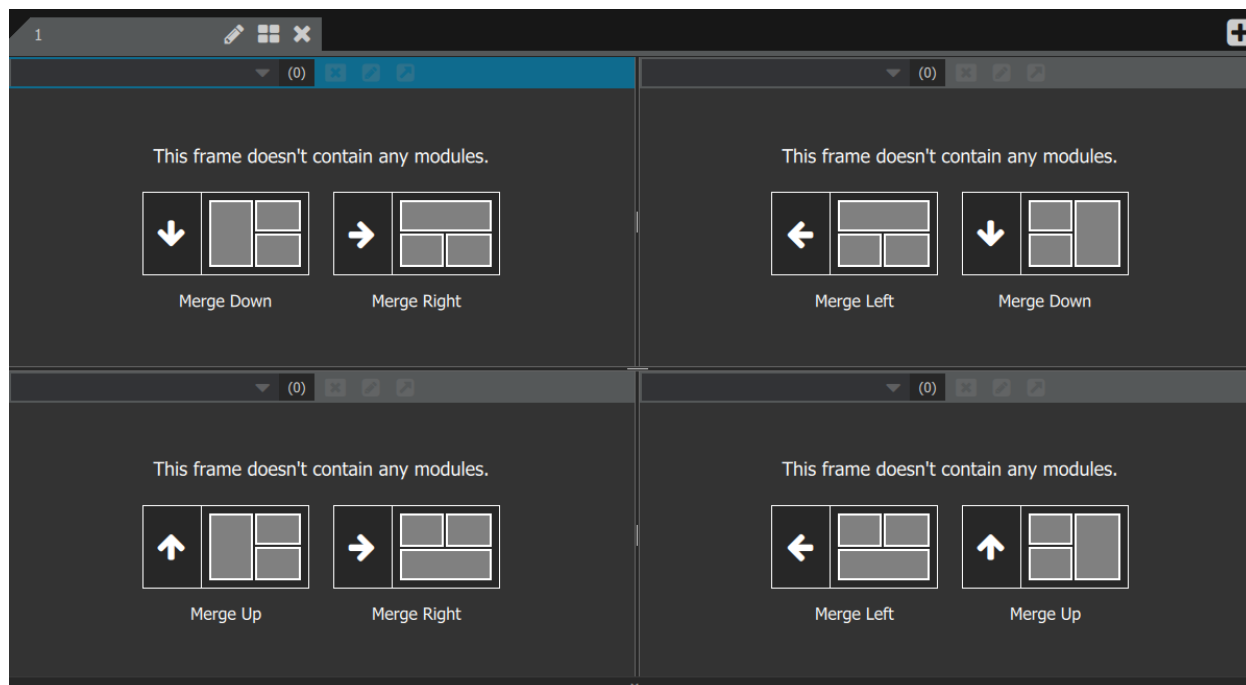 1
(0)
(0)
This frame doesn't contain any modules.
This frame doesn't contain any modules.
Merge Down
Merge Right
Merge Left
Merge Down
(0)
(0)
This frame doesn't contain any modules.
This frame doesn't contain any modules.
Merge Up
Merge Right
Merge Left
Merge Up